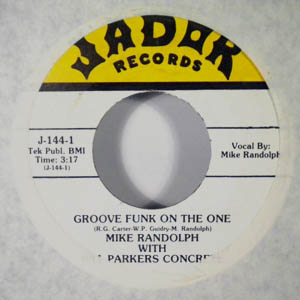 JADOR
RECORDS
J-144-1
Tek Publ. BMI
Time: 3:17
(J-144-1)
Vocal By:
Mike Randolph
GROOVE FUNK ON THE ONE
(R.G. Carter-W.P. Guidry-M. Randolph)
MIKE RANDOLPH
WITH
PARKERS CONCRE